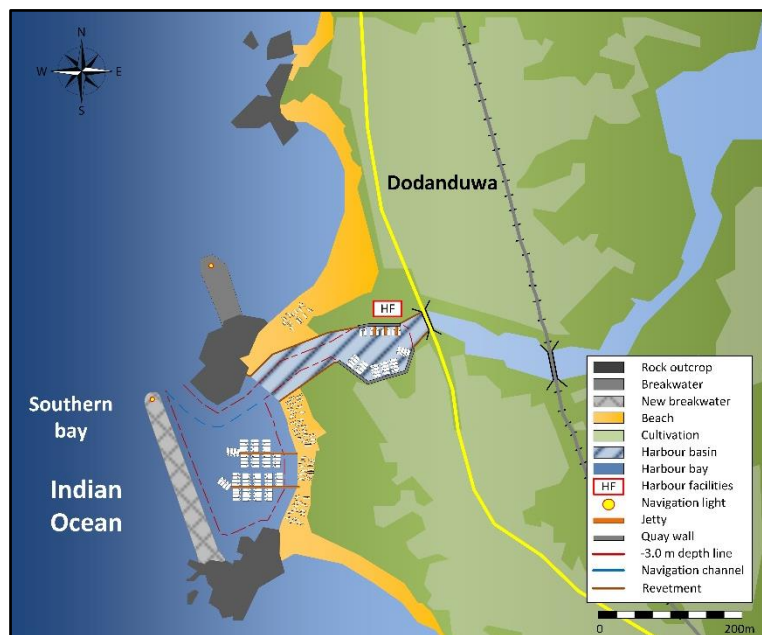 N
W E
S
Dodanduwa
HF
Southern
bay
Indian
Ocean
Rock outcrop
Breakwater
New breakwater
Beach
Cultivation
Harbour basin
Harbour bay
HF Harbour facilities
Navigation light
Jetty
Quay wall
-3.0 m depth line
Navigation channel
Revetment
0 200m